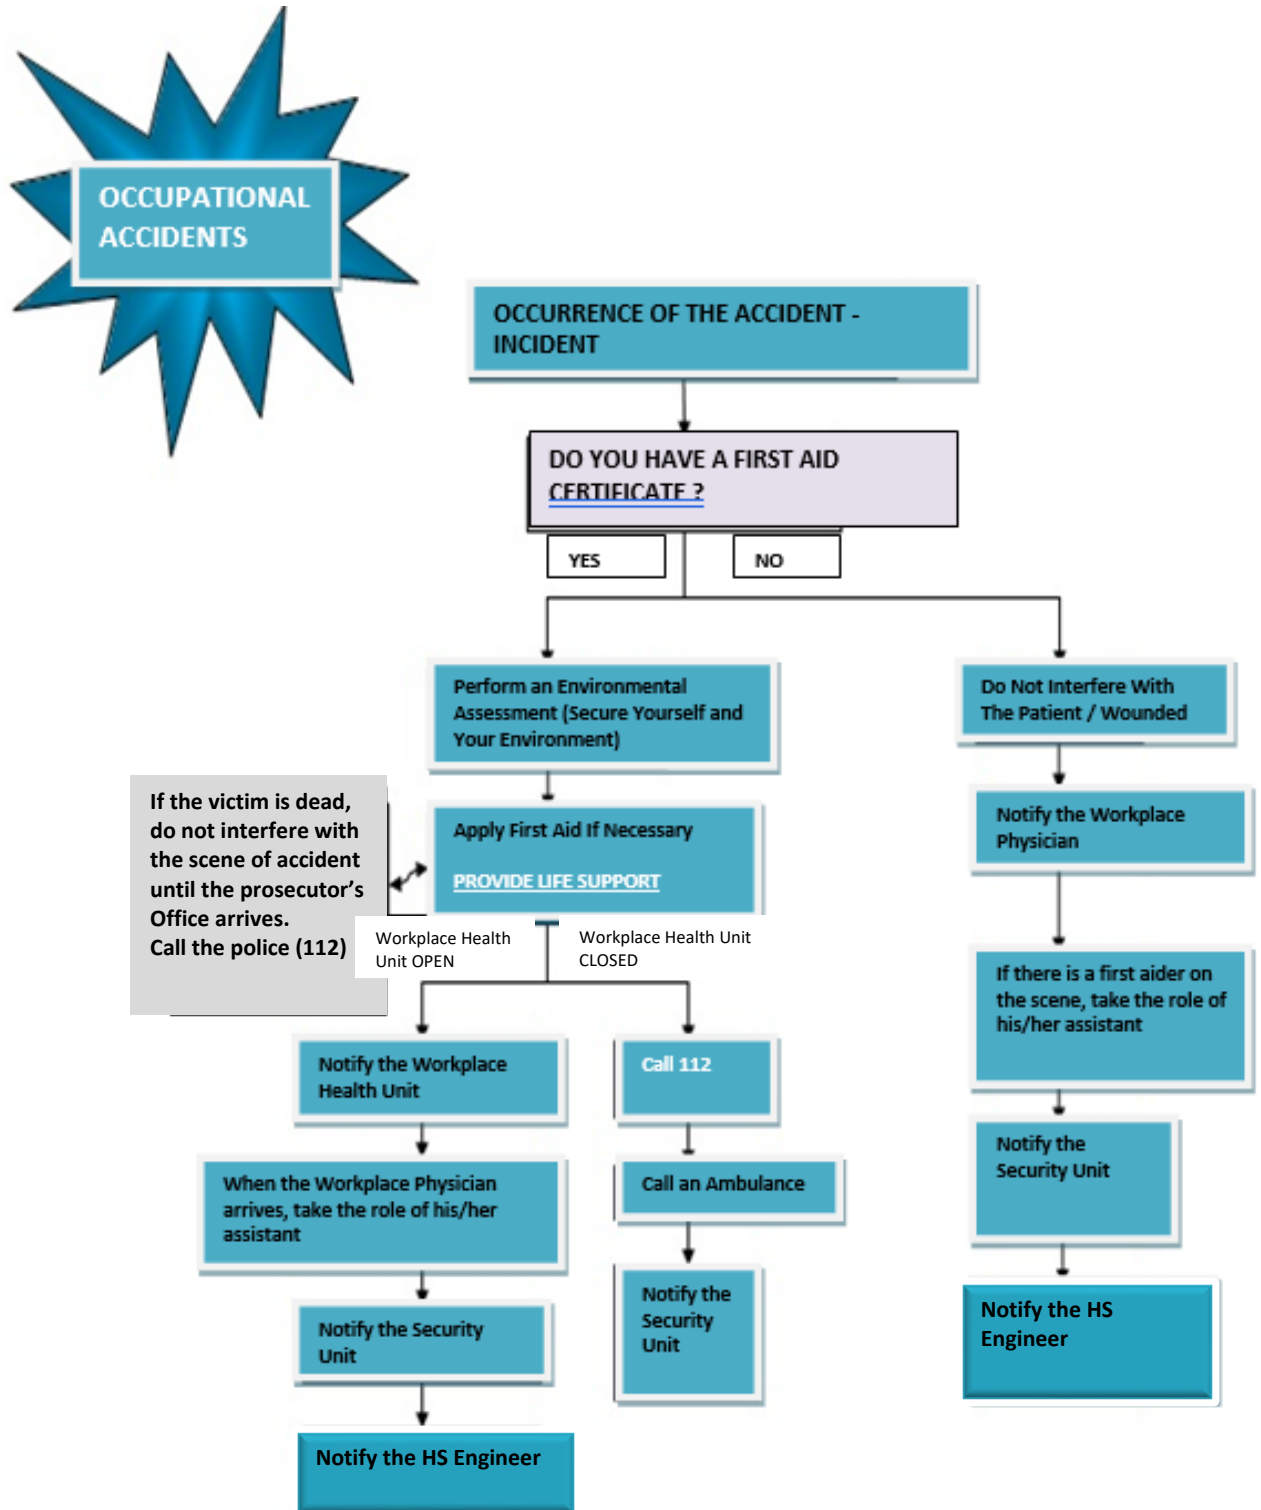 OCCUPATIONAL
ACCIDENTS
OCCURRENCE OF THE ACCIDENT -
INCIDENT
DO YOU HAVE A FIRST AID
CERTIFICATE ?
YES
NO
Perform an Environmental
Assessment (Secure Yourself and
Your Environment)
Do Not Interfere With
The Patient / Wounded
If the victim is dead,
do not interfere with
the scene of accident
until the prosecutor's
Office arrives.
Call the police (112)
Apply First Aid If Necessary
PROVIDE LIFE SUPPORT
Notify the Workplace
Physician
Workplace Health
Unit OPEN
Workplace Health Unit
CLOSED
If there is a first aider on
the scene, take the role of
his/her assistant
Notify the Workplace
Health Unit
Call 112
Notify the
Security Unit
When the Workplace Physician
arrives, take the role of his/her
assistant
Call an Ambulance
Notify the Security
Unit
Notify the
Security
Unit
Notify the HS
Engineer
Notify the HS Engineer